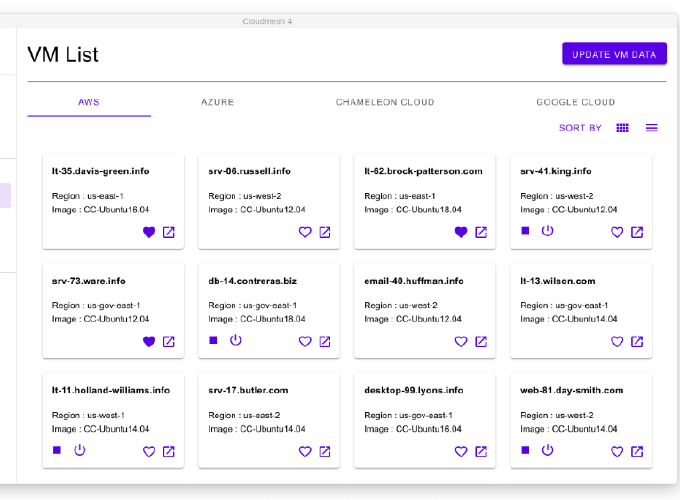 Cloudmesh 4
VM List
UPDATE VM DATA
AWS
AZURE
CHAMELEON CLOUD
GOOGLE CLOUD
SORT BY
lt-35.davis-green.info
Region : us-east-1
Image : CC-Ubuntu16.04
srv-06.russell.info
Region : us-west-2
Image : CC-Ubuntu12.04
lt-62.brock-patterson.com
Region : us-east-1
Image : CC-Ubuntu18.04
srv-41.king.info
Region : us-west-2
Image : CC-Ubuntu12.04
srv-73.ware.info
Region : us-gov-east-1
Image : CC-Ubuntu12.04
db-14.contreras.biz
Region : us-gov-east-1
Image : CC-Ubuntu18.04
email-40.huffman.info
Region : us-west-2
Image : CC-Ubuntu12.04
lt-13.wilson.com
Region : us-gov-east-1
Image : CC-Ubuntu14.04
lt-11.holland-williams.info
Region : us-west-1
Image : CC-Ubuntu14.04
srv-17.butler.com
Region : us-east-2
Image : CC-Ubuntu14.04
desktop-99.lyons.info
Region : us-gov-east-1
Image : CC-Ubuntu16.04
web-81.day-smith.com
Region : us-west-2
Image : CC-Ubuntu14.04